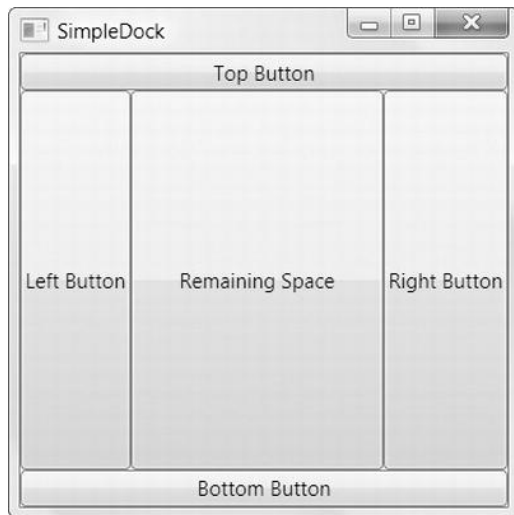 SimpleDock
Top Button
Left Button
Remaining Space
Right Button
Bottom Button